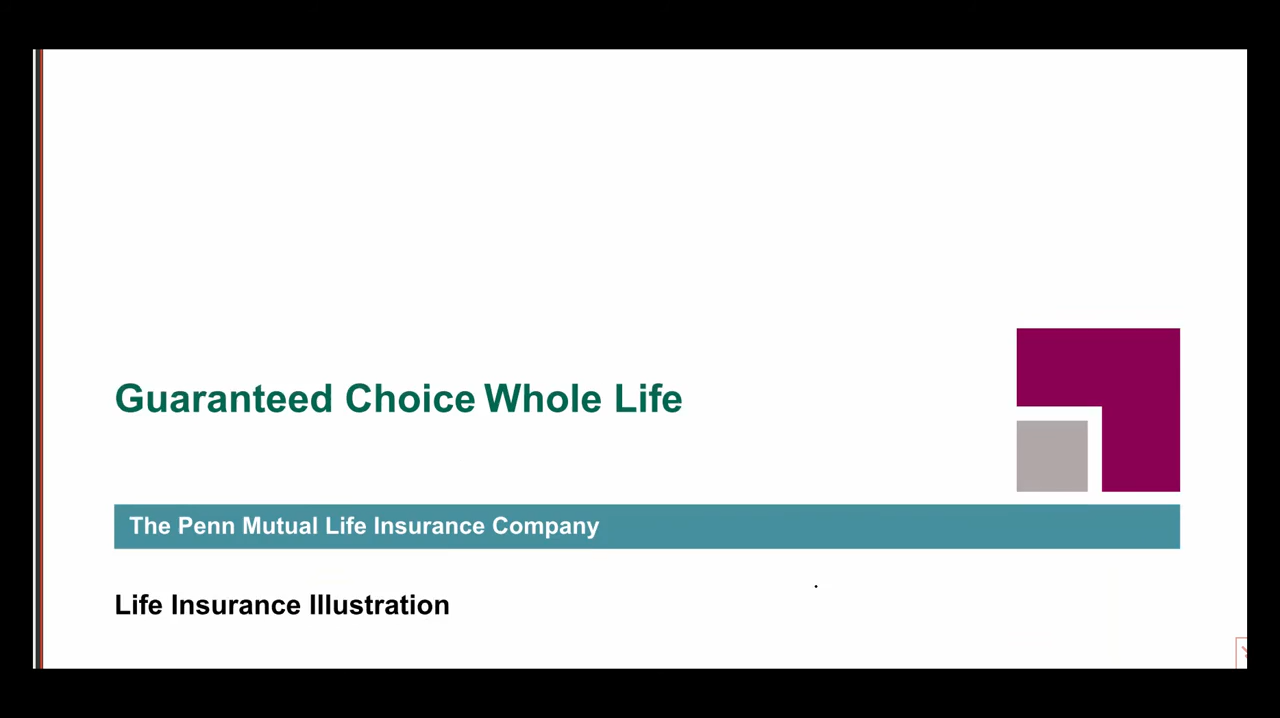 Guaranteed Choice Whole Life
The Penn Mutual Life Insurance Company
Life Insurance Illustration